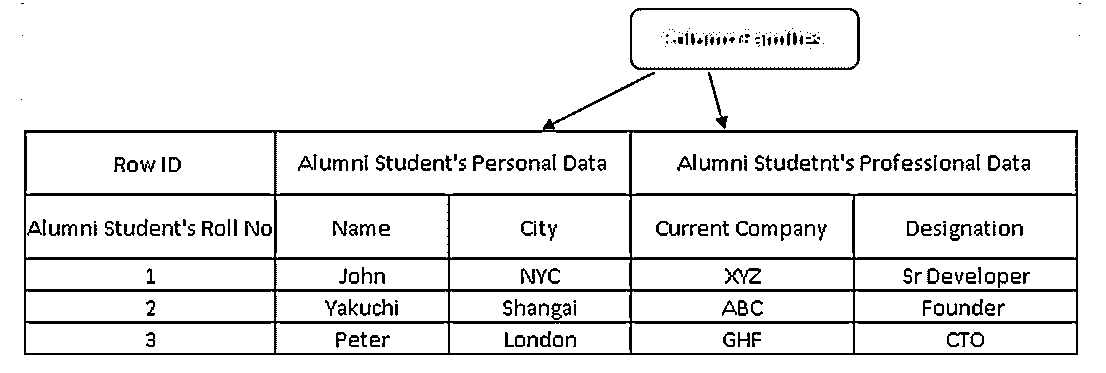 Column Families
Row ID Alumni Student's Personal Data Alumni Studetnt's Professional Data
Alumni Student's Roll No Name City Current Company Designation
1 John NYC XYZ Sr Developer
2 Yakuchi Shangai ABC Founder
3 Peter London GHF CTO